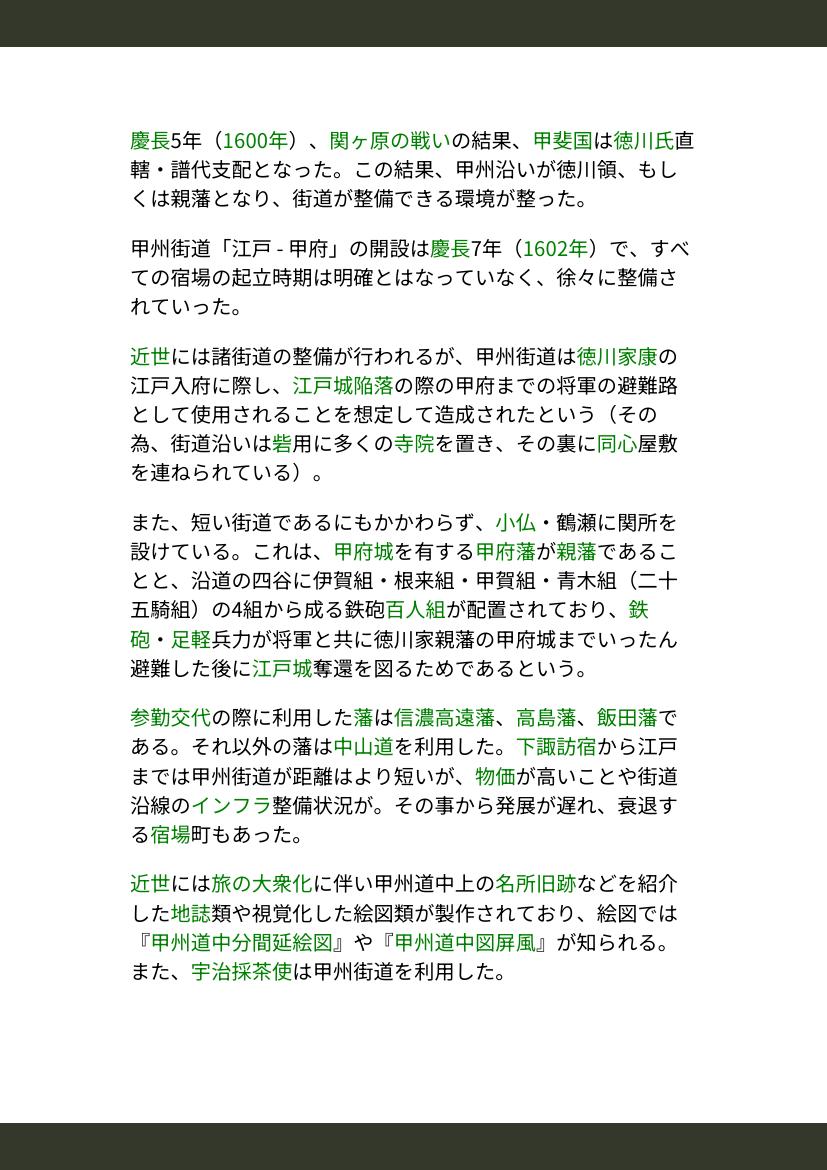 慶長5年（1600年）、関ヶ原の戦いの結果、甲斐国は徳川氏直
轄・譜代支配となった。この結果、甲州沿いが徳川領、もし
くは親藩となり、街道が整備できる環境が整った。
甲州街道「江戸 - 甲府」の開設は慶長7年（1602年）で、すべ
ての宿場の起立時期は明確とはなっていなく、徐々に整備さ
れていった。
近世には諸街道の整備が行われるが、甲州街道は徳川家康の
江戸入府に際し、江戸城陥落の際の甲府までの将軍の避難路
として使用されることを想定して造成されたという（その
為、街道沿いは砦用に多くの寺院を置き、その裏に同心屋敷
を連ねられている）。
また、短い街道であるにもかかわらず、小仏・鶴瀬に関所を
設けている。これは、甲府城を有する甲府藩が親藩であるこ
とと、沿道の四谷に伊賀組・根来組・甲賀組・青木組（二十
五騎組）の4組から成る鉄砲百人組が配置されており、鉄
砲・足軽兵力が将軍と共に徳川家親藩の甲府城までいったん
避難した後に江戸城奪還を図るためであるという。
参勤交代の際に利用した藩は信濃高遠藩、高島藩、飯田藩で
ある。それ以外の藩は中山道を利用した。下諏訪宿から江戸
までは甲州街道が距離はより短いが、物価が高いことや街道
沿線のインフラ整備状況が。その事から発展が遅れ、衰退す
る宿場町もあった。
近世には旅の大衆化に伴い甲州道中上の名所旧跡などを紹介
した地誌類や視覚化した絵図類が製作されており、絵図では
『甲州道中分間延絵図』や『甲州道中図屏風』が知られる。
また、宇治採茶使は甲州街道を利用した。